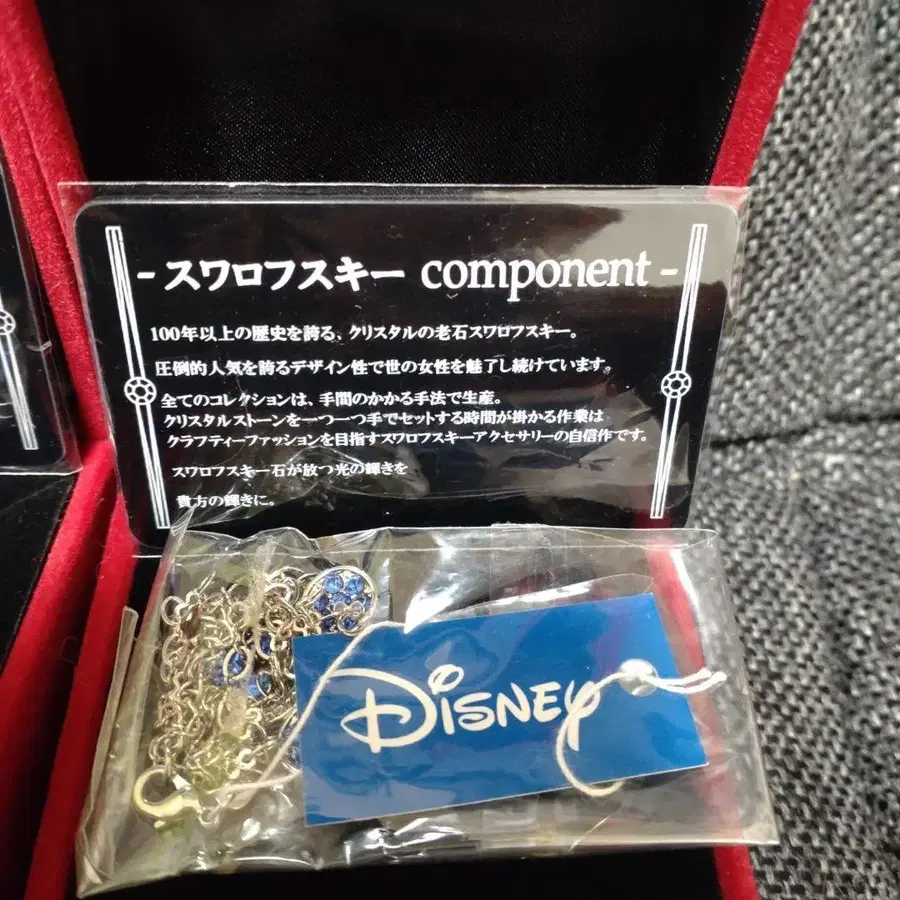 - スワロフスキー component -
100年以上の歴史を誇る、クリスタルの老石スワロフスキー。
圧倒的人気を誇るデザイン性で世の女性を魅了し続けています。
全てのコレクションは、手間のかかる手法で生産。
クリスタルストーンを一つ一つ手でセットする時間が掛かる作業は
クラフティーファッションを目指すスワロフスキーアクセサリーの自信作です。
スワロフスキー石が放つ光の輝きを
貴方の輝きに。
Disney